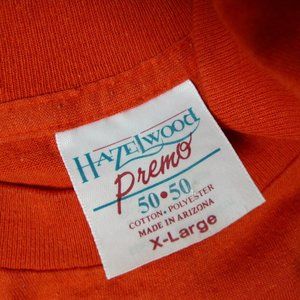 HAZELWOOD
Premo
50•50
COTTON. POLYESTER
MADE IN ARIZONA
X-Large